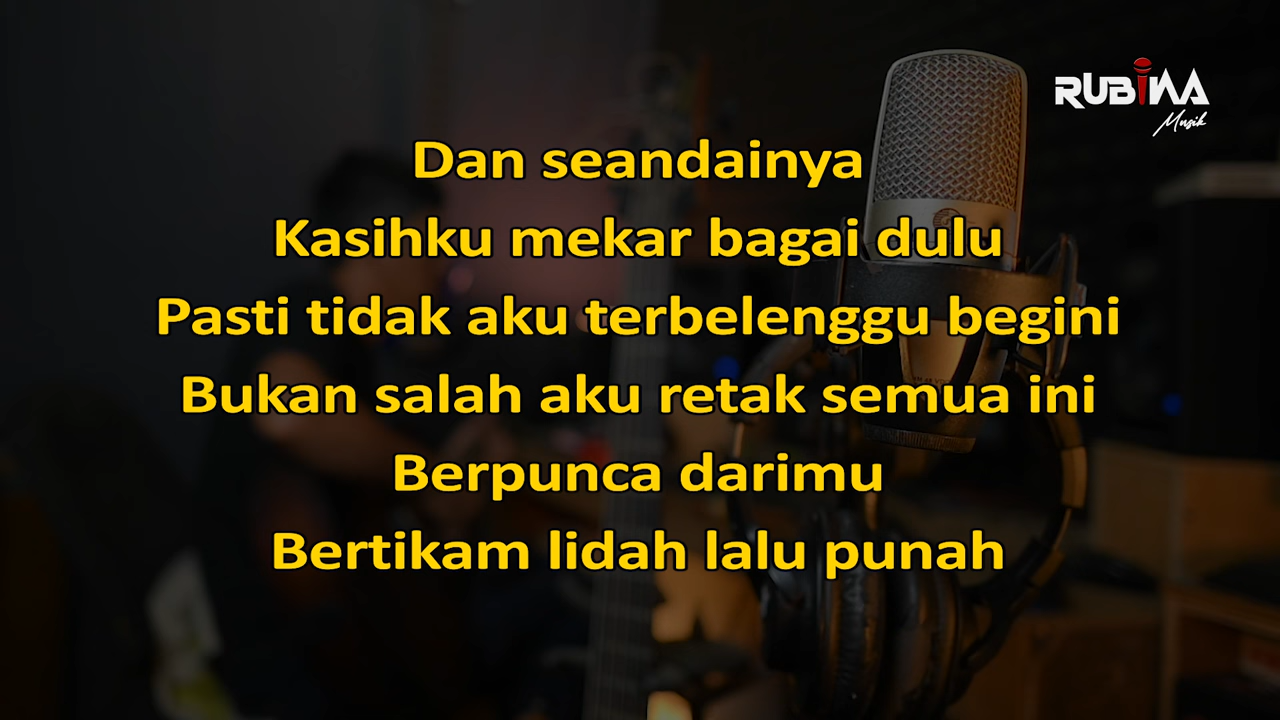 RUBINA
Musik
Dan seandainya
Kasihku mekar bagai dulu
Pasti tidak aku terbelenggu begini
Bukan salah aku retak semua ini
Berpunca darimu
Bertikam lidah lalu punah